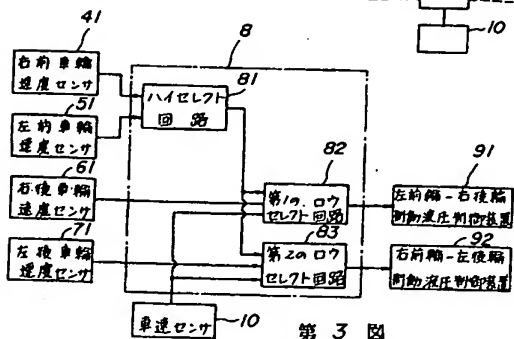 10
41
右前車輪
速度センサ
51
左前車輪
速度センサ
61
右後車輪
速度センサ
71
左後車輪
速度センサ
8
81
ハイセレクト
回路
82
第1の、ロウ
セレクト回路
83
第2のロウ
セレクト回路
91
左前輪-右後輪
制動液圧制御装置
92
右前輪-左後輪
制動液圧制御装置
車速センサ
10
第3図